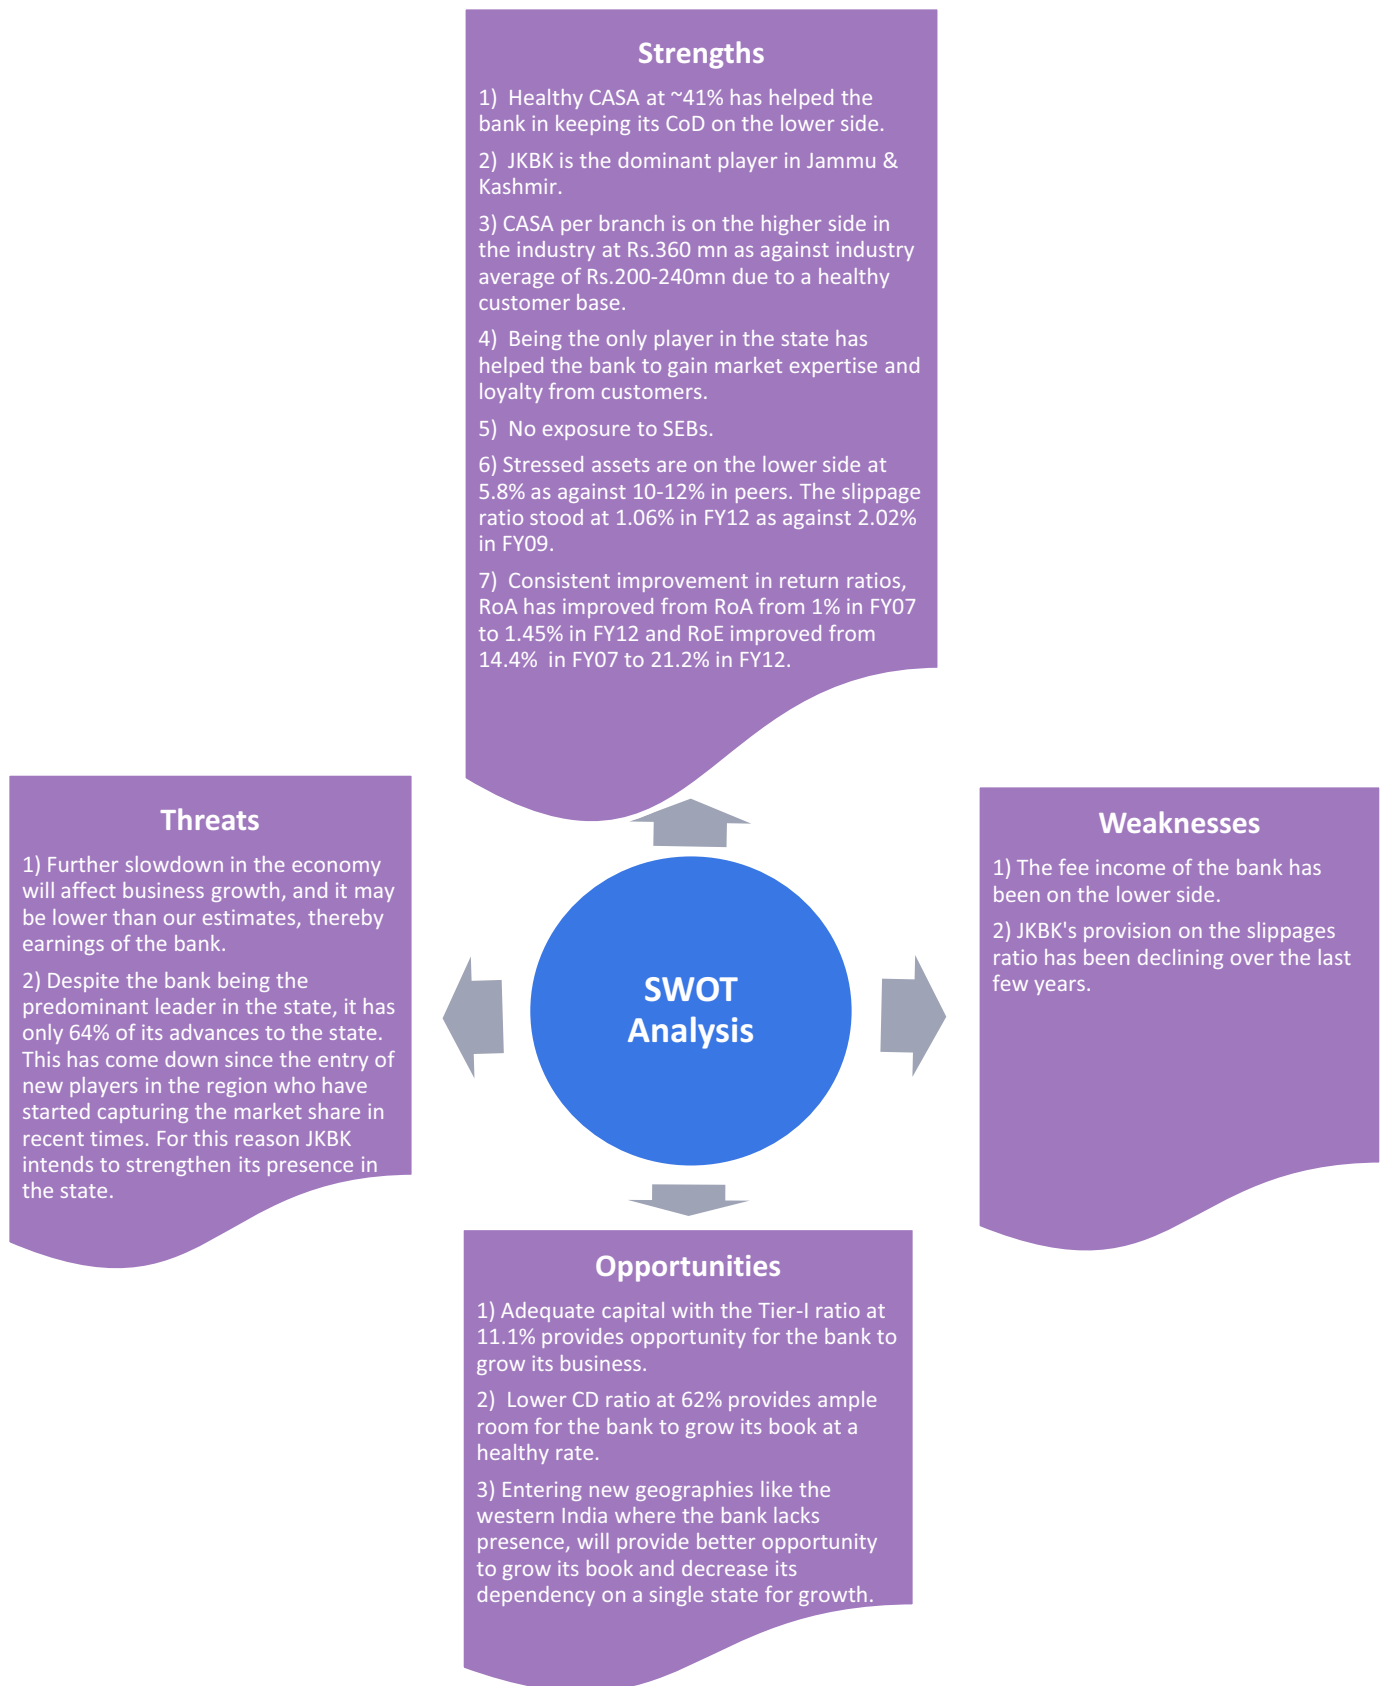 Strengths
1)  Healthy CASA at ~41% has helped the
bank in keeping its CoD on the lower side.
2)  JKBK is the dominant player in Jammu &
Kashmir.
3) CASA per branch is on the higher side in
the industry at Rs.360 mn as against industry
average of Rs.200-240mn due to a healthy
customer base.
4)  Being the only player in the state has
helped the bank to gain market expertise and
loyalty from customers.
5)  No exposure to SEBs.
6) Stressed assets are on the lower side at
5.8% as against 10-12% in peers. The slippage
ratio stood at 1.06% in FY12 as against 2.02%
in FY09.
7)  Consistent improvement in return ratios,
RoA has improved from RoA from 1% in FY07
to 1.45% in FY12 and RoE improved from
14.4%  in FY07 to 21.2% in FY12.
Threats
1) Further slowdown in the economy
will affect business growth, and it may
be lower than our estimates, thereby
earnings of the bank.
2) Despite the bank being the
predominant leader in the state, it has
only 64% of its advances to the state.
This has come down since the entry of
new players in the region who have
started capturing the market share in
recent times. For this reason JKBK
intends to strengthen its presence in
the state.
SWOT
Analysis
Weaknesses
1) The fee income of the bank has
been on the lower side.
2) JKBK's provision on the slippages
ratio has been declining over the last
few years.
Opportunities
1) Adequate capital with the Tier-I ratio at
11.1% provides opportunity for the bank to
grow its business.
2)  Lower CD ratio at 62% provides ample
room for the bank to grow its book at a
healthy rate.
3) Entering new geographies like the
western India where the bank lacks
presence, will provide better opportunity
to grow its book and decrease its
dependency on a single state for growth.